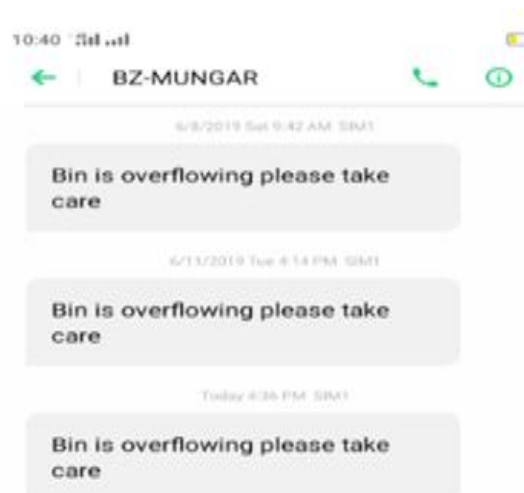 10:40
BZ-MUNGAR
6/8/2019 Sat 9:42 AM SIM1
Bin is overflowing please take
care
6/11/2019 Tue 4:14 PM SIM1
Bin is overflowing please take
care
Today 4:36 PM SIM1
Bin is overflowing please take
care